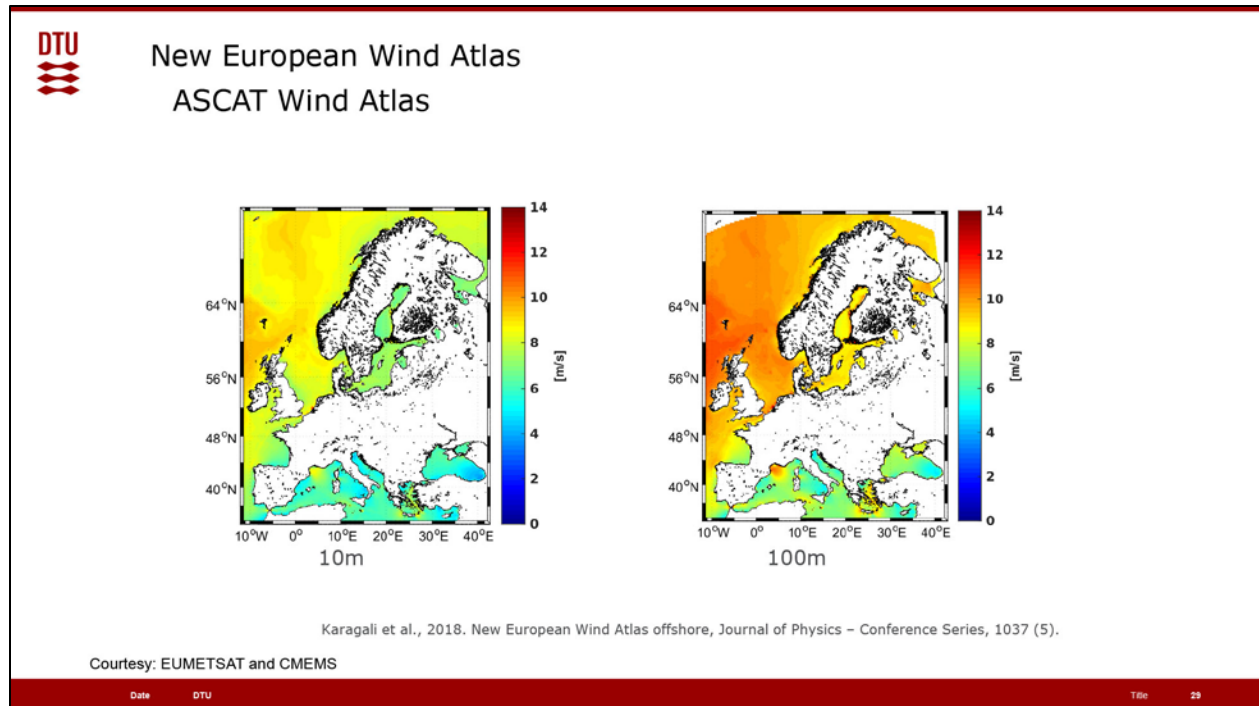 DTU
New European Wind Atlas
ASCAT Wind Atlas
14
12
10
8
6
4
2
0
[m/s]
64°N
56°N
48°N
40°N
10°W 0° 10°E 20°E 30°E 40°E
10m
14
12
10
8
6
4
2
0
[m/s]
64°N
56°N
48°N
40°N
10°W 0° 10°E 20°E 30°E 40°E
100m
Karagali et al., 2018. New European Wind Atlas offshore, Journal of Physics – Conference Series, 1037 (5).
Courtesy: EUMETSAT and CMEMS
Date DTU Title 29